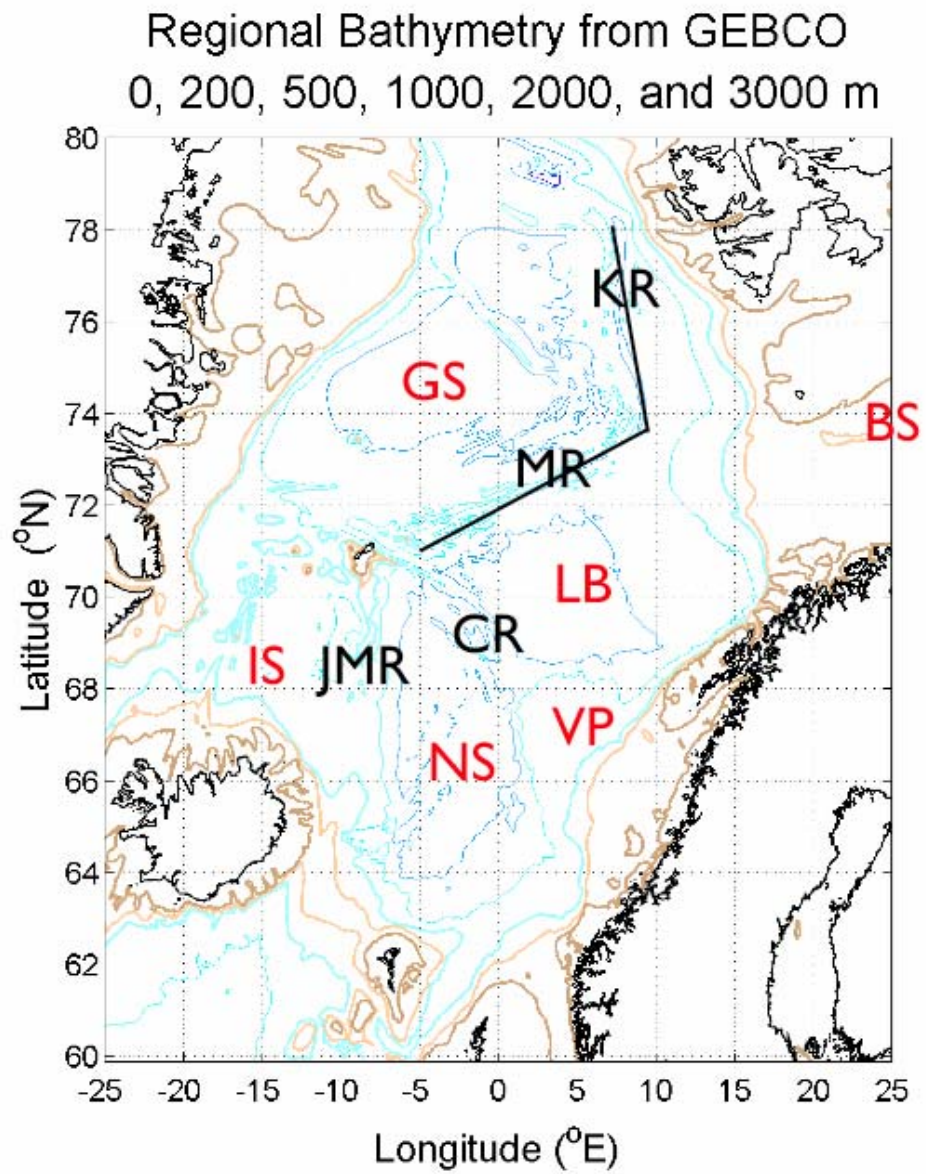 Regional Bathymetry from GEBCO
0, 200, 500, 1000, 2000, and 3000 m
80
78
KR
76
GS
74
BS
MR
72
LB
70
CR
IS
JMR
68
VP
NS
66
64
62
60
Latitude (°N)
-25 -20 -15 -10 -5 0 5 10 15 20 25
Longitude (°E)